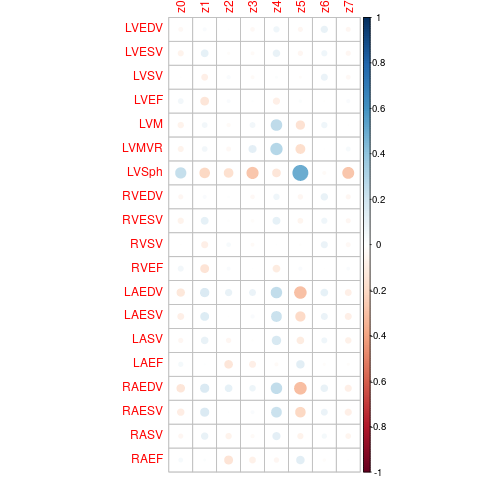 z0 z1 z2 z3 z4 z5 z6 z7
LVEDV
LVESV
LVSV
LVEF
LVM
LVMVR
LVSph
RVEDV
RVESV
RVSV
RVEF
LAEDV
LAESV
LASV
LAEF
RAEDV
RAESV
RASV
RAEF
1
0.8
0.6
0.4
0.2
0
-0.2
-0.4
-0.6
-0.8
-1